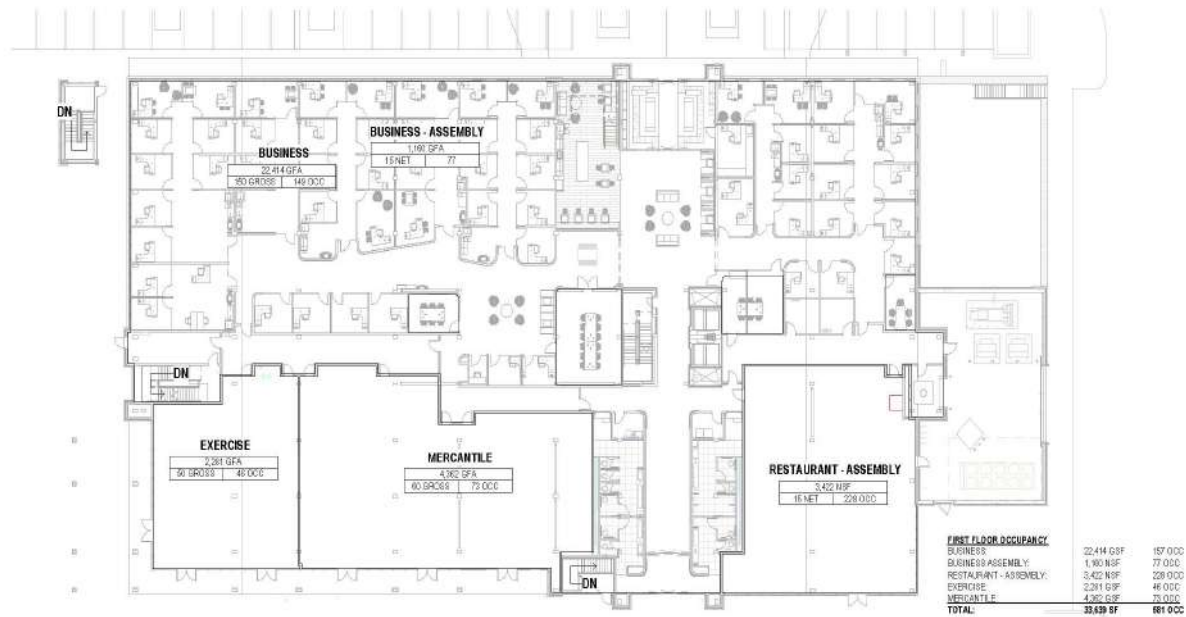 DN
BUSINESS
22,414 GFA
150 GROSS 149 OCC
BUSINESS - ASSEMBLY
1,160 GFA
15 NET 77
DN
EXERCISE
2,281 GFA
50 GROSS 46 OCC
MERCANTILE
4,362 GFA
60 GROSS 73 OCC
RESTAURANT - ASSEMBLY
3,422 NSF
15 NET 228 OCC
DN
FIRST FLOOR OCCUPANCY
BUSINESS: 22,414 GSF 157 OCC
BUSINESS ASSEMBLY: 1,160 NSF 77 OCC
RESTAURANT - ASSEMBLY: 3,422 NSF 228 OCC
EXERCISE 2,281 GSF 46 OCC
MERCANTILE 4,362 GSF 73 OCC
TOTAL: 33,639 SF 581 OCC